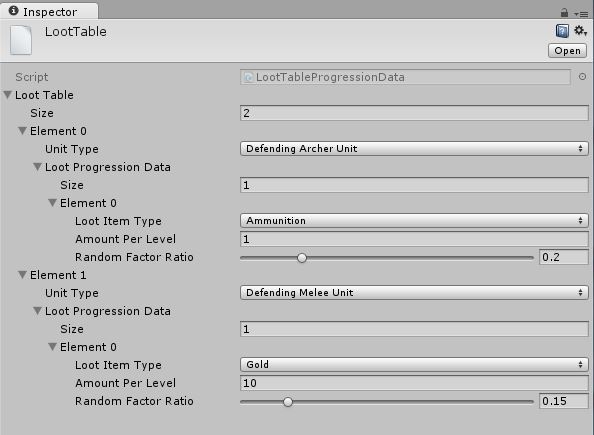 Inspector
LootTable
Open
Script LootTableProgressionData
Loot Table
Size 2
Element 0
Unit Type Defending Archer Unit
Loot Progression Data
Size 1
Element 0
Loot Item Type Ammunition
Amount Per Level 1
Random Factor Ratio 0.2
Element 1
Unit Type Defending Melee Unit
Loot Progression Data
Size 1
Element 0
Loot Item Type Gold
Amount Per Level 10
Random Factor Ratio 0.15